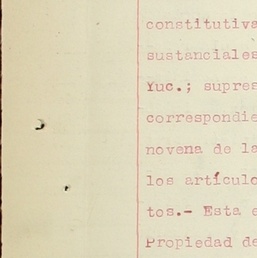 constitutiva
sustanciales
Yuc.; supres
correspondie
novena de la
los artículo
tos.- Esta e
Propiedad de